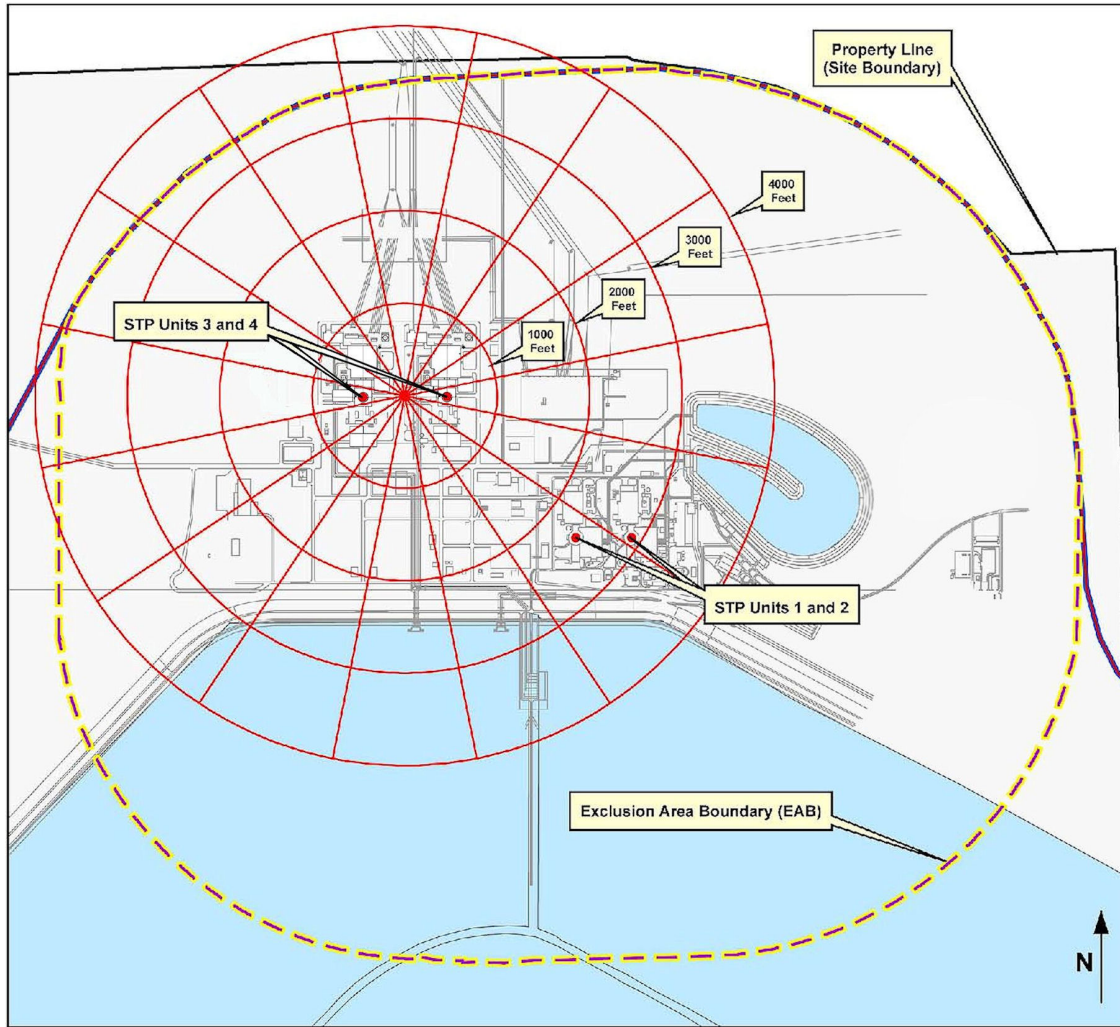 Property Line
(Site Boundary)
4000
Feet
3000
Feet
2000
Feet
1000
Feet
STP Units 3 and 4
STP Units 1 and 2
Exclusion Area Boundary (EAB)
N